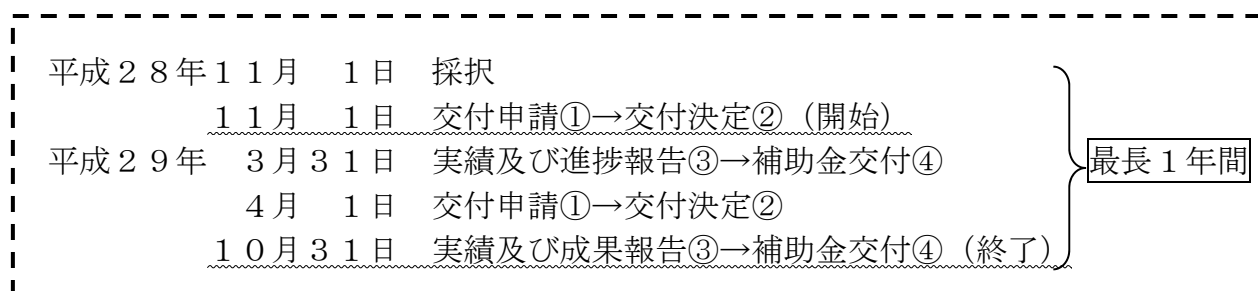 平成２８年１１月　１日　採択
１１月　１日　交付申請①→交付決定②（開始）
平成２９年　３月３１日　実績及び進捗報告③→補助金交付④
４月　１日　交付申請①→交付決定②
１０月３１日　実績及び成果報告③→補助金交付④（終了）
最長１年間